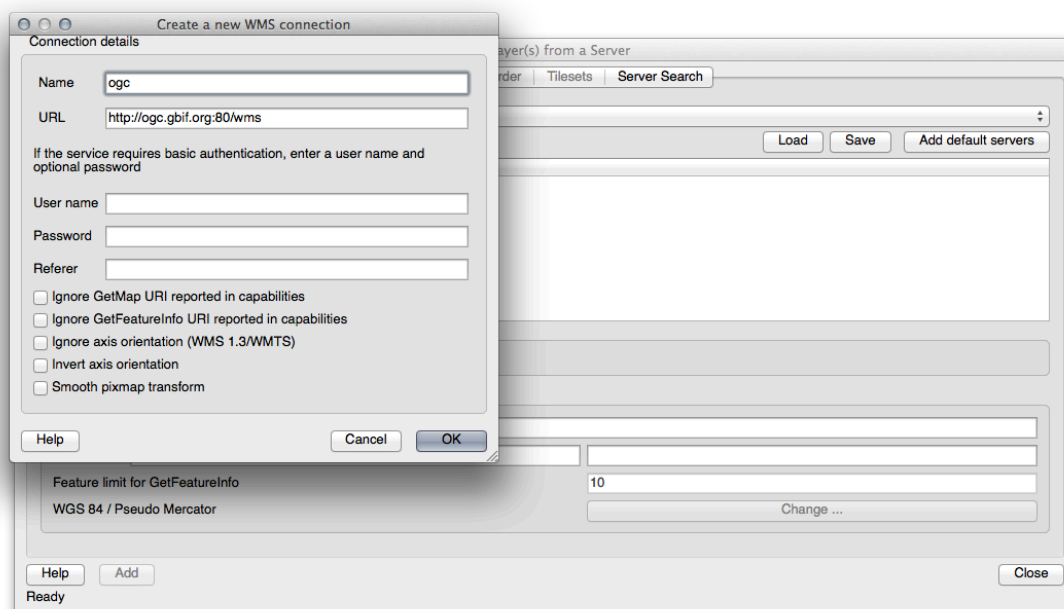 Create a new WMS connection
Connection details
Name
ogc
URL
http://ogc.gbif.org:80/wms
If the service requires basic authentication, enter a user name and
optional password
User name
Password
Referer
Ignore GetMap URI reported in capabilities
Ignore GetFeatureInfo URI reported in capabilities
Ignore axis orientation (WMS 1.3/WMTS)
Invert axis orientation
Smooth pixmap transform
Help
Cancel
OK
ayer(s) from a Server
rder
Tilesets
Server Search
Load
Save
Add default servers
Feature limit for GetFeatureInfo
10
WGS 84 / Pseudo Mercator
Change ...
Help
Add
Close
Ready